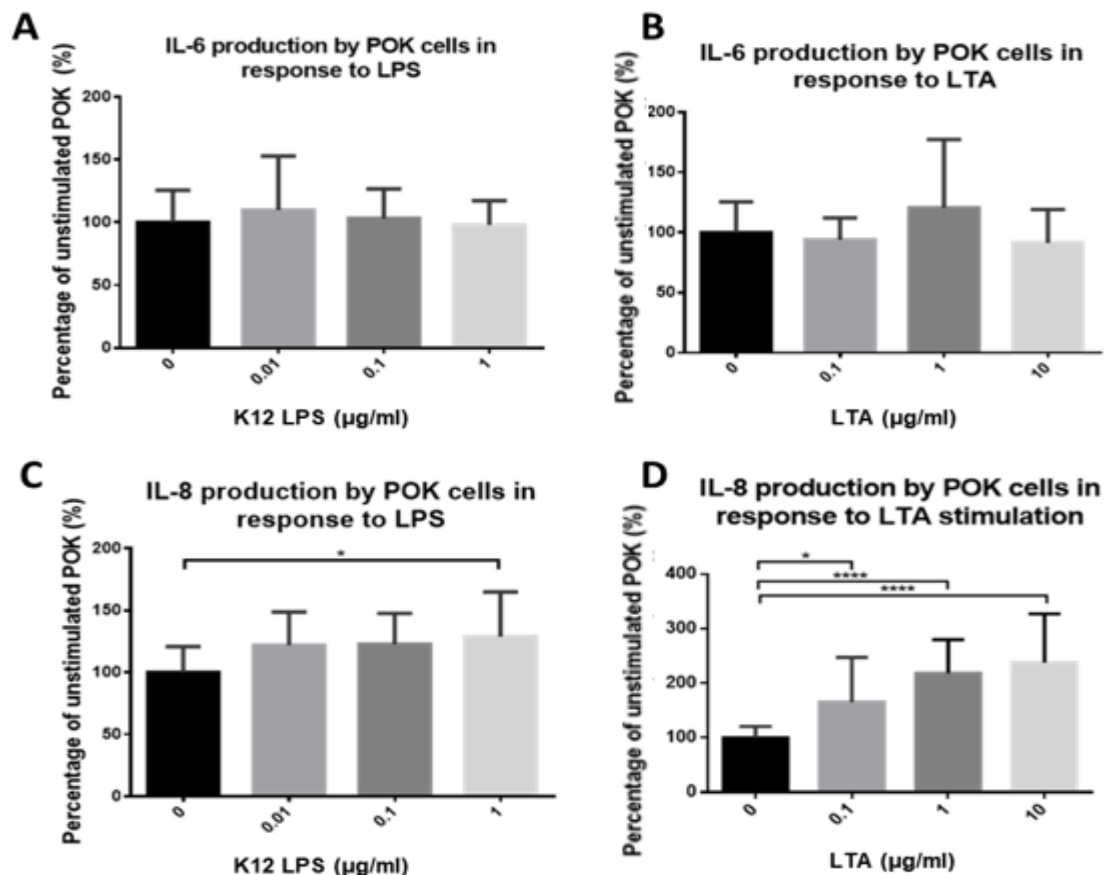 A
IL-6 production by POK cells in
response to LPS
Percentage of unstimulated POK (%)
200
150
100
50
0
0
0.01
0.1
1
K12 LPS (µg/ml)
B
IL-6 production by POK cells in
response to LTA
Percentage of unstimulated POK (%)
200
150
100
50
0
0
0.1
1
10
LTA (µg/ml)
C
IL-8 production by POK cells in
response to LPS
Percentage of unstimulated POK (%)
200
150
100
50
0
*
0
0.01
0.1
1
K12 LPS (µg/ml)
D
IL-8 production by POK cells in
response to LTA stimulation
Percentage of unstimulated POK (%)
400
300
200
100
0
*
****
****
0
0.1
1
10
LTA (µg/ml)